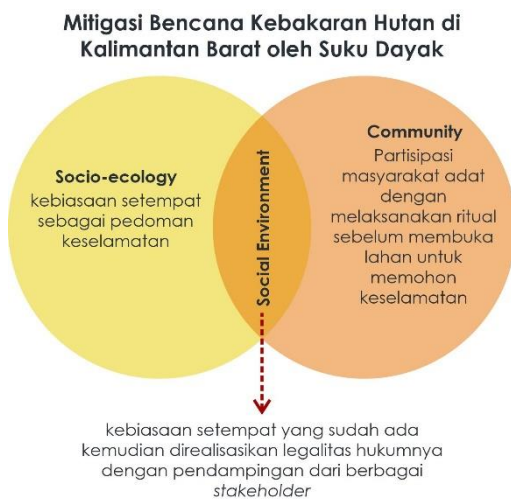 Mitigasi Bencana Kebakaran Hutan di
Kalimantan Barat oleh Suku Dayak
Socio-ecology
kebiasaan setempat
sebagai pedoman
keselamatan
Social Environment
Community
Partisipasi
masyarakat adat
dengan
melaksanakan ritual
sebelum membuka
lahan untuk
memohon
keselamatan
kebiasaan setempat yang sudah ada
kemudian direalisasikan legalitas hukumnya
dengan pendampingan dari berbagai
stakeholder